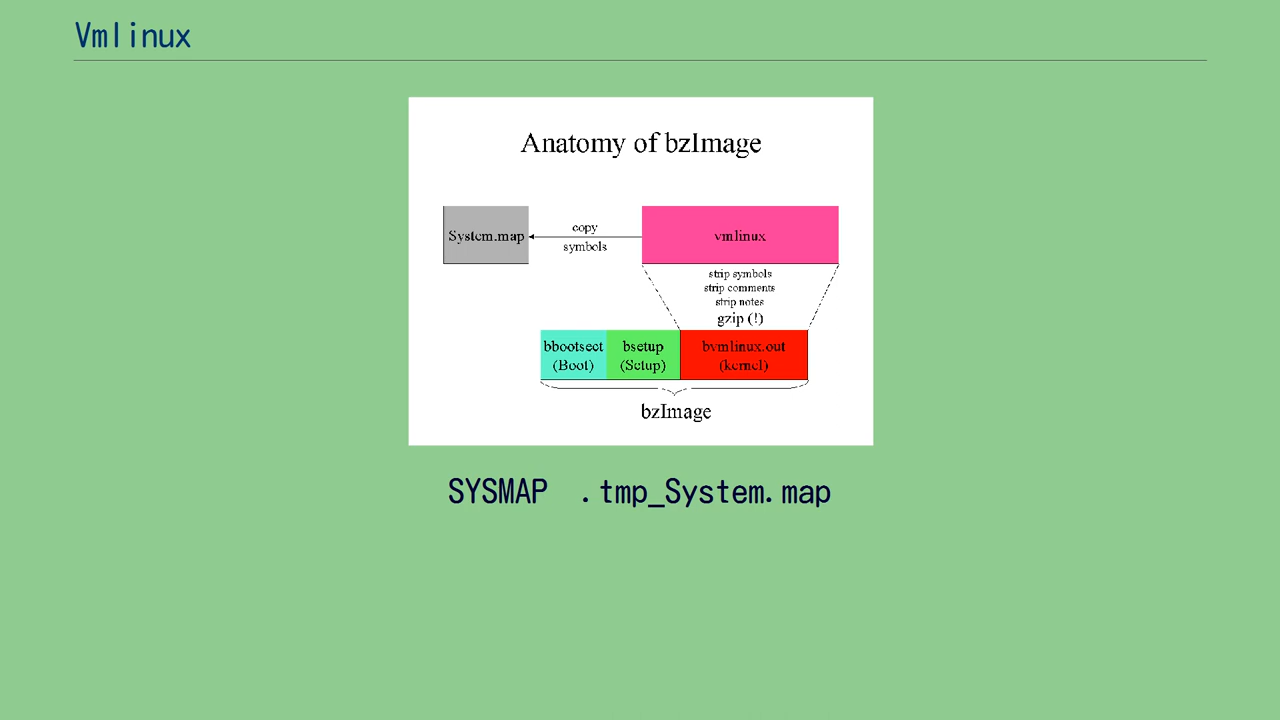 Vmlinux
Anatomy of bzImage
System.map
copy
symbols
vmlinux
strip symbols
strip comments
strip notes
gzip (!)
bbootsect
(Boot)
bsetup
(Setup)
bvmlinux.out
(kernel)
bzImage
SYSMAP .tmp_System.map